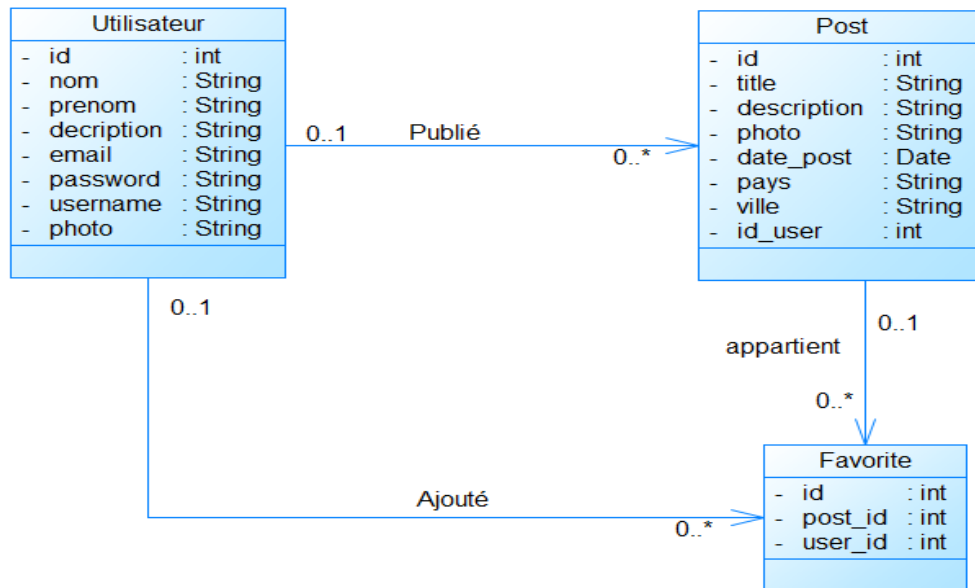 Utilisateur
- id : int
- nom : String
- prenom : String
- decription : String
- email : String
- password : String
- username : String
- photo : String
0..1
Publié
0..*
Post
- id : int
- title : String
- description : String
- photo : String
- date_post : Date
- pays : String
- ville : String
- id_user : int
0..1
0..1
appartient
0..*
Favorite
- id : int
- post_id : int
- user_id : int
Ajouté
0..*